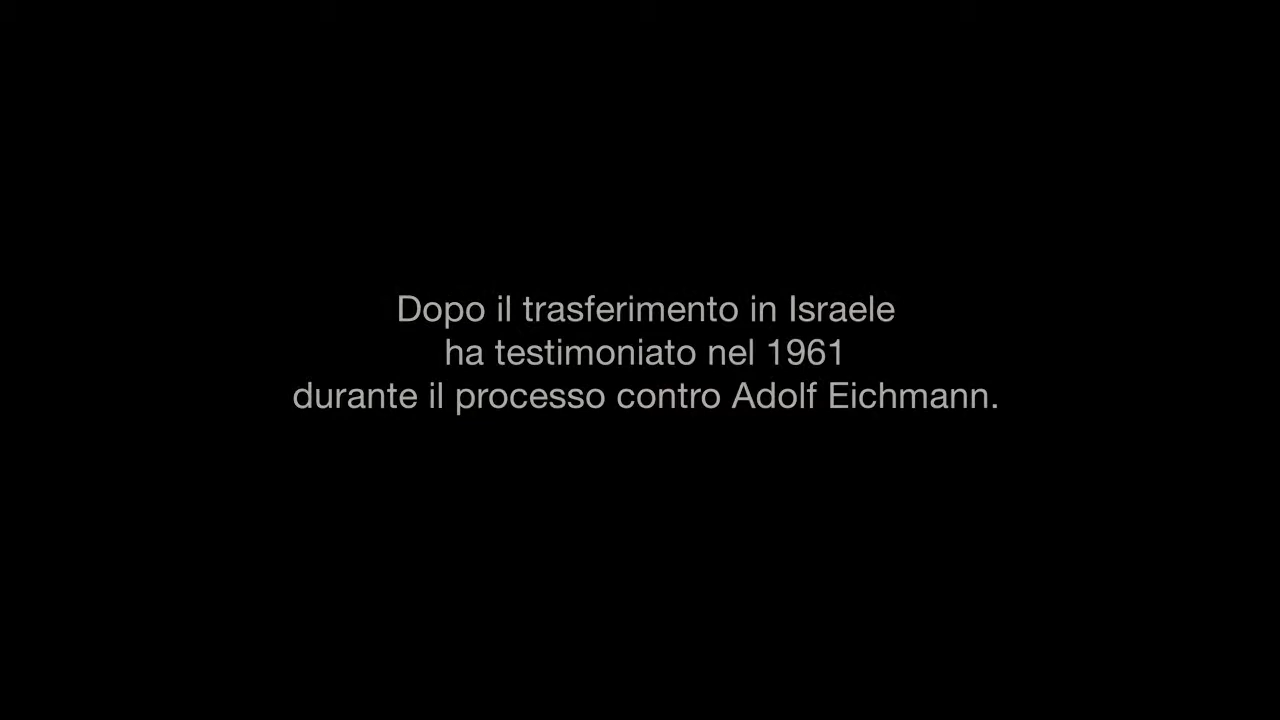 Dopo il trasferimento in Israele
ha testimoniato nel 1961
durante il processo contro Adolf Eichmann.